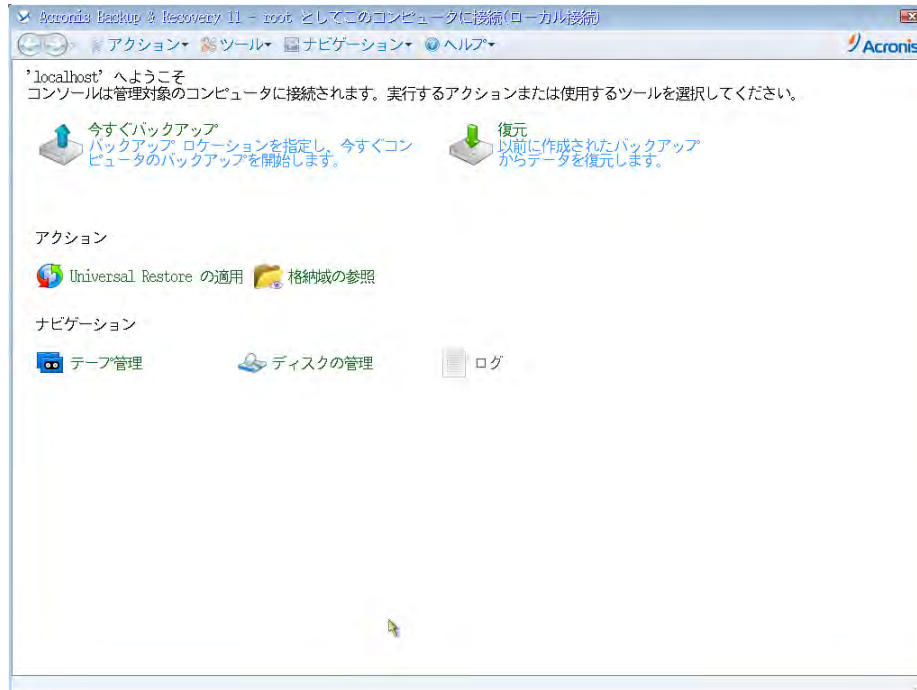 Acronis Backup & Recovery 11 - root としてこのコンピュータに接続(ローカル接続)
アクション ツール ナビゲーション ヘルプ
Acronis
'localhost' へようこそ
コンソールは管理対象のコンピュータに接続されます。実行するアクションまたは使用するツールを選択してください。
今すぐバックアップ
バックアップ ロケーションを指定し、今すぐコン
ピュータのバックアップを開始します。
復元
以前に作成されたバックアップ
からデータを復元します。
アクション
Universal Restore の適用 格納域の参照
ナビゲーション
テープ管理 ディスクの管理 ログ